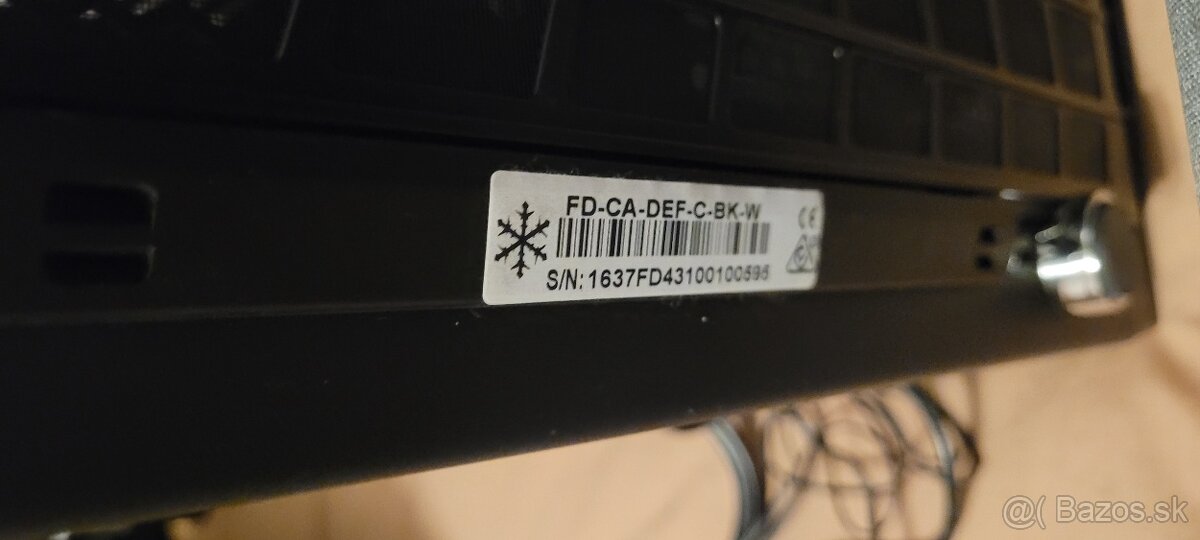 FD-CA-DEF-C-BK-W
CE
S/N: 1637FD43100100595
@( Bazos.sk